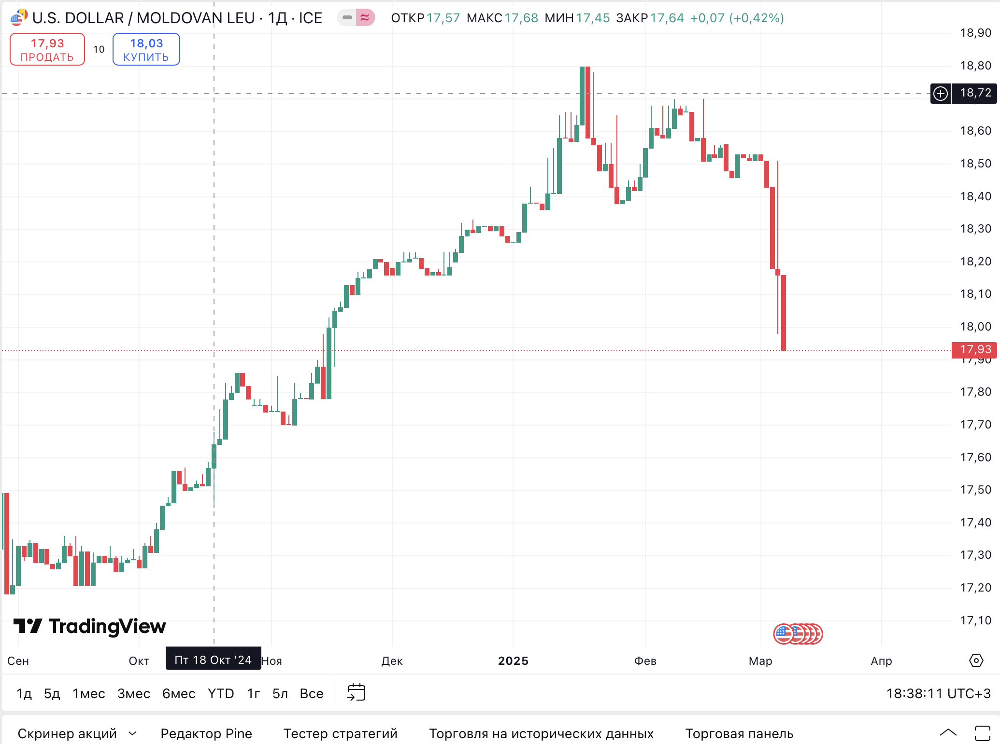 U.S. DOLLAR / MOLDOVAN LEU · 1Д · ICE
ОТКР 17,57 МАКС 17,68 МИН 17,45 ЗАКР 17,64 +0,07 (+0,42%)
17,93
ПРОДАТЬ
10
18,03
КУПИТЬ
18,90
18,80
18,72
18,60
18,50
18,40
18,30
18,20
18,10
18,00
17,93
17,90
17,80
17,70
17,60
17,50
17,40
17,30
17,20
17,10
TradingView
Сен Окт Пт 18 Окт '24 Ноя Дек 2025 Фев Мар Апр
1д 5д 1мес 3мес 6мес YTD 1г 5л Все 18:38:11 UTC+3
Скринер акций Редактор Pine Тестер стратегий Торговля на исторических данных Торговая панель